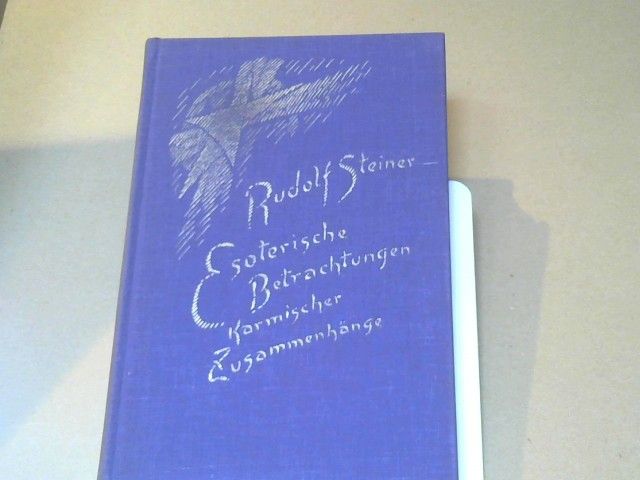 Rudolf Steiner –
Esoterische
Betrachtungen
Karmischer
Zusammenhänge